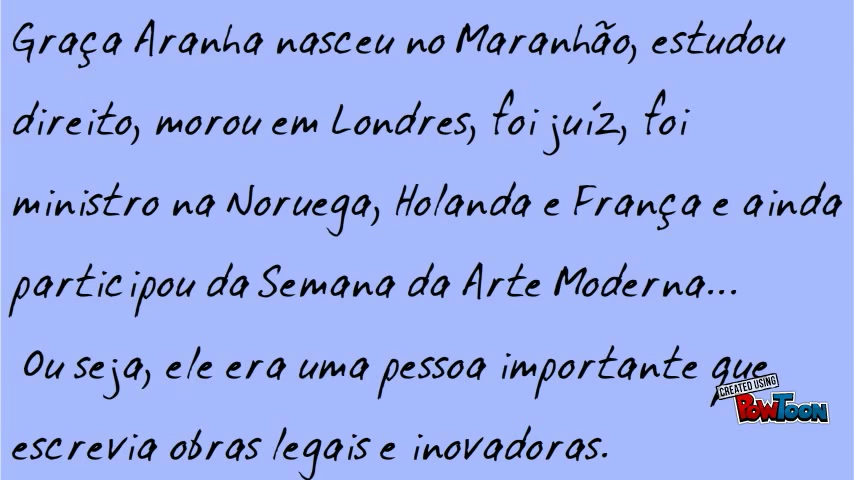 Graça Aranha nasceu no Maranhão, estudou
direito, morou em Londres, foi juíz, foi
ministro na Noruega, Holanda e França e ainda
participou da Semana da Arte Moderna...
Ou seja, ele era uma pessoa importante que
escrevia obras legais e inovadoras.
CREATED USING
POWTOON